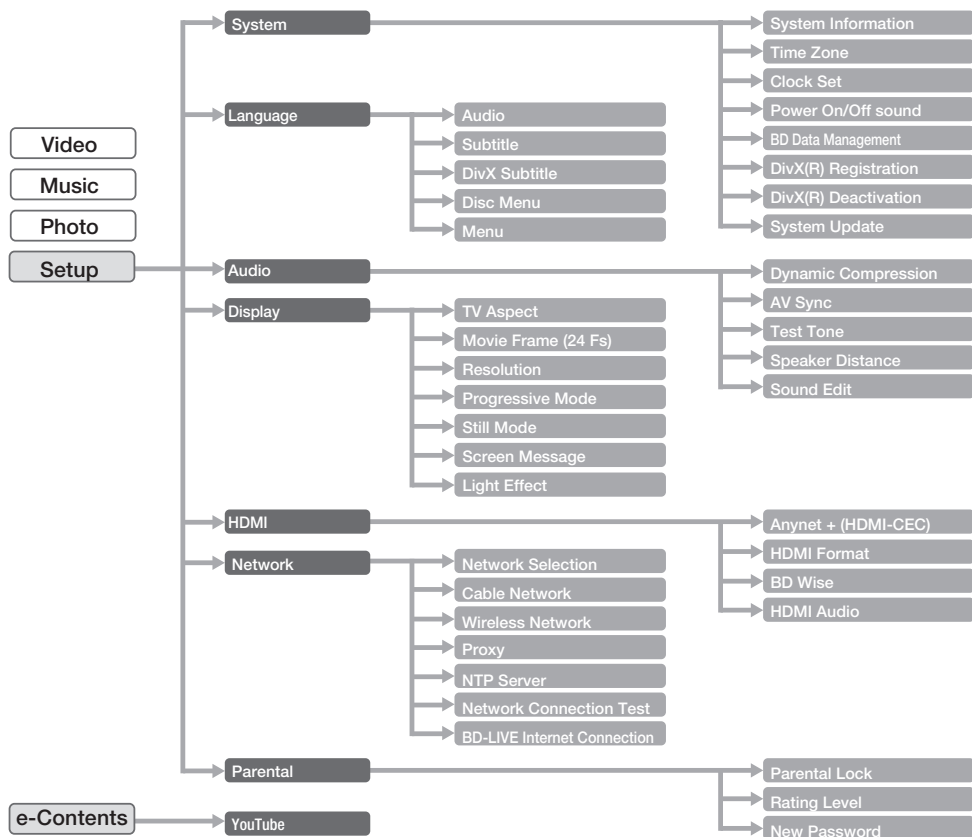 Video
Music
Photo
Setup
e-Contents
System
System Information
Time Zone
Clock Set
Power On/Off sound
BD Data Management
DivX(R) Registration
DivX(R) Deactivation
System Update
Language
Audio
Subtitle
DivX Subtitle
Disc Menu
Menu
Audio
Dynamic Compression
AV Sync
Test Tone
Speaker Distance
Sound Edit
Display
TV Aspect
Movie Frame (24 Fs)
Resolution
Progressive Mode
Still Mode
Screen Message
Light Effect
HDMI
Anynet + (HDMI-CEC)
HDMI Format
BD Wise
HDMI Audio
Network
Network Selection
Cable Network
Wireless Network
Proxy
NTP Server
Network Connection Test
BD-LIVE Internet Connection
Parental
Parental Lock
Rating Level
New Password
YouTube